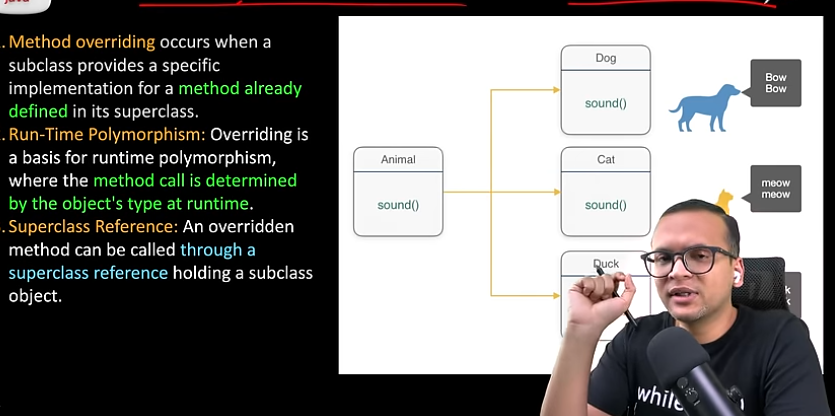 Java
. Method overriding occurs when a
subclass provides a specific
implementation for a method already
defined in its superclass.
. Run-Time Polymorphism: Overriding is
a basis for runtime polymorphism,
where the method call is determined
by the object's type at runtime.
. Superclass Reference: An overridden
method can be called through a
superclass reference holding a subclass
object.
Animal
sound()
Dog
sound()
Bow
Bow
Cat
sound()
meow
meow
Duck
k
k
while